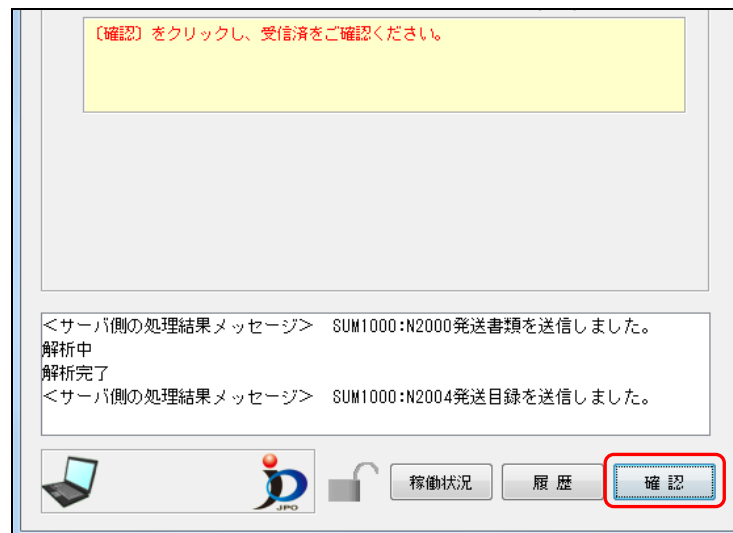 〔確認〕をクリックし、受信済をご確認ください。
＜サーバ側の処理結果メッセージ＞　SUM1000:N2000発送書類を送信しました。
解析中
解析完了
＜サーバ側の処理結果メッセージ＞　SUM1000:N2004発送目録を送信しました。
JPO
稼働状況
履 歴
確 認